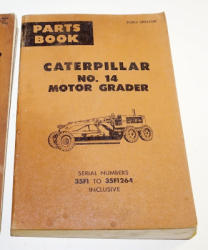 PARTS
BOOK
CATERPILLAR
NO. 14
MOTOR GRADER
SERIAL NUMBERS
35F1 TO 35F1264
INCLUSIVE